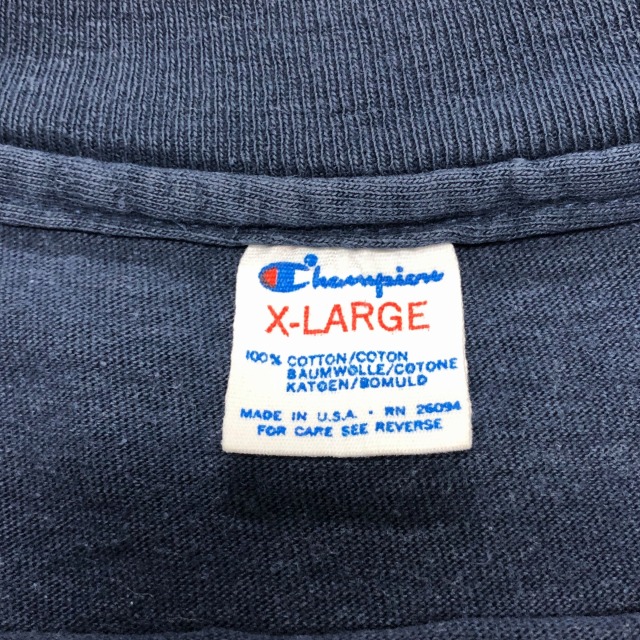 Champion
X-LARGE
100% COTTON/COTON
BAUMWOLLE/COTONE
KATOEN/BOMULD
MADE IN U.S.A. • RN 26094
FOR CARE SEE REVERSE